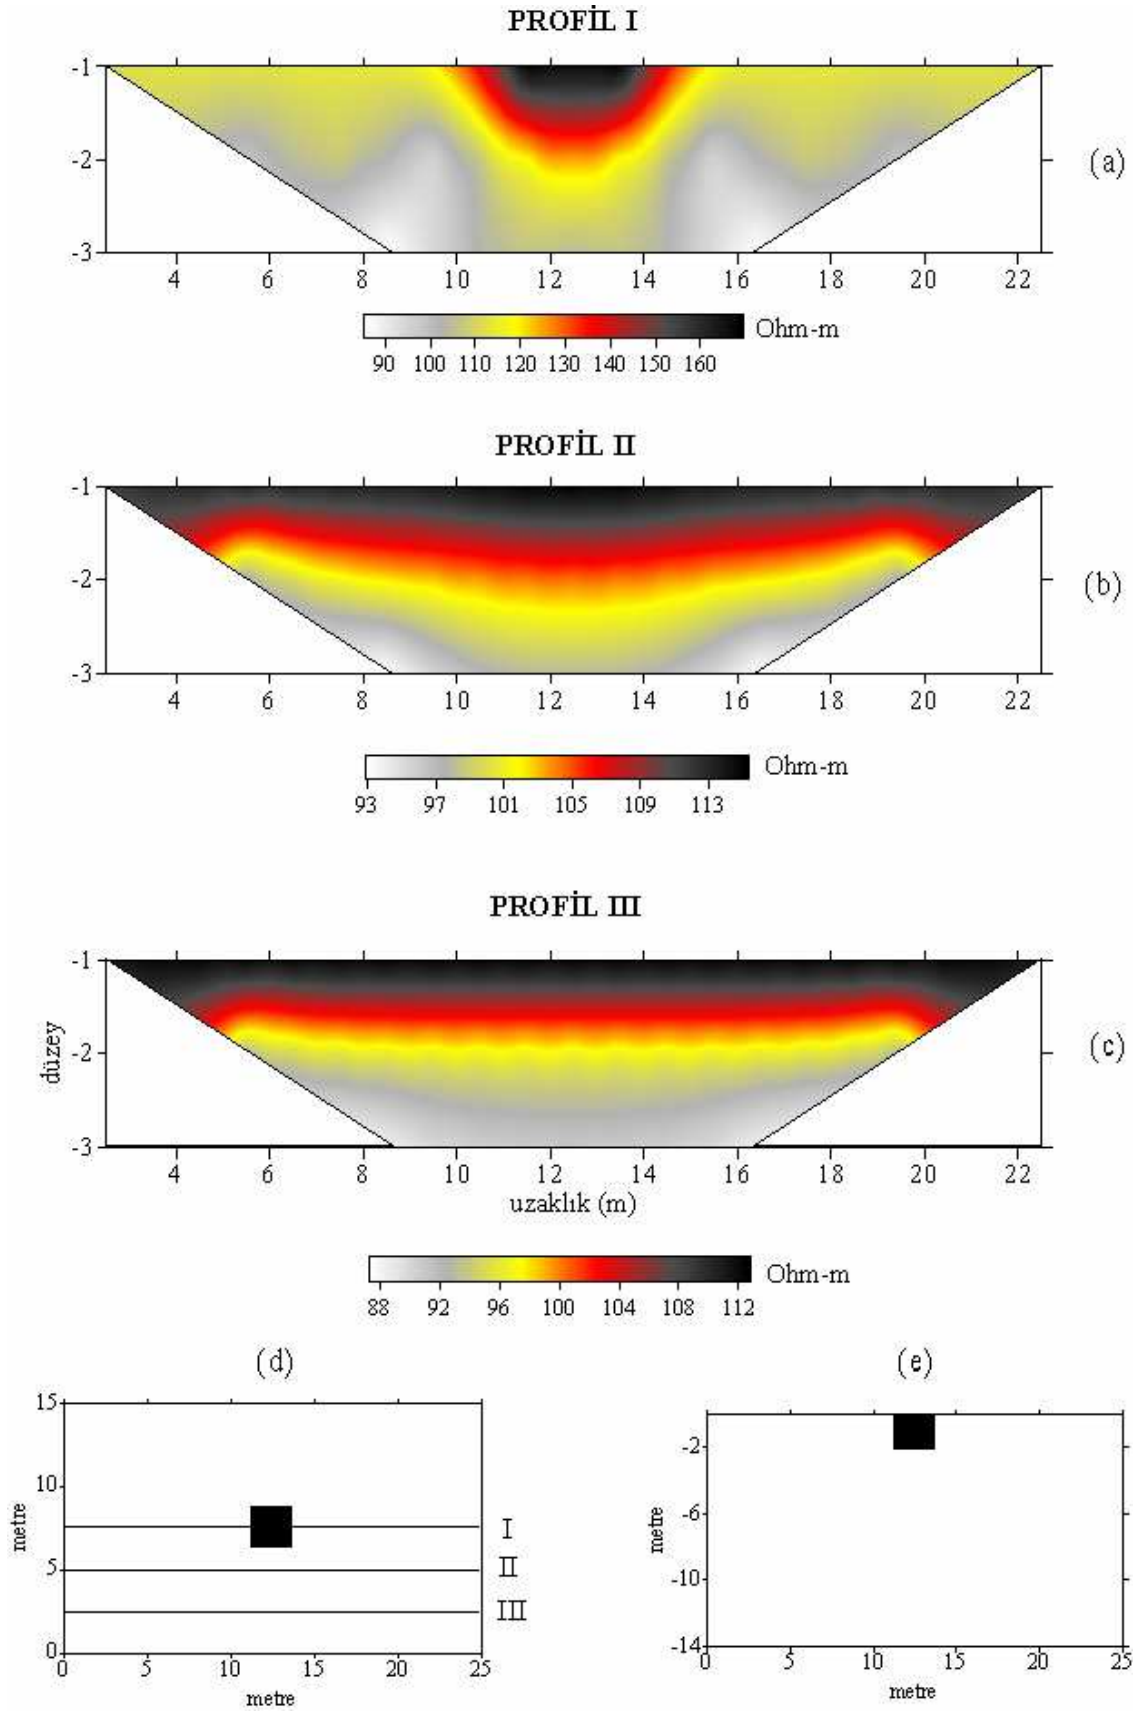 PROFİL I
-1
-2
-3
4 6 8 10 12 14 16 18 20 22
(a)
90 100 110 120 130 140 150 160
Ohm-m
PROFİL II
-1
-2
-3
4 6 8 10 12 14 16 18 20 22
(b)
93 97 101 105 109 113
Ohm-m
PROFİL III
-1
-2
-3
düzey
4 6 8 10 12 14 16 18 20 22
uzaklık (m)
(c)
88 92 96 100 104 108 112
Ohm-m
(d)
15
10
5
0
metre
0 5 10 15 20 25
metre
I
II
III
(e)
-2
-6
-10
-14
metre
0 5 10 15 20 25
metre